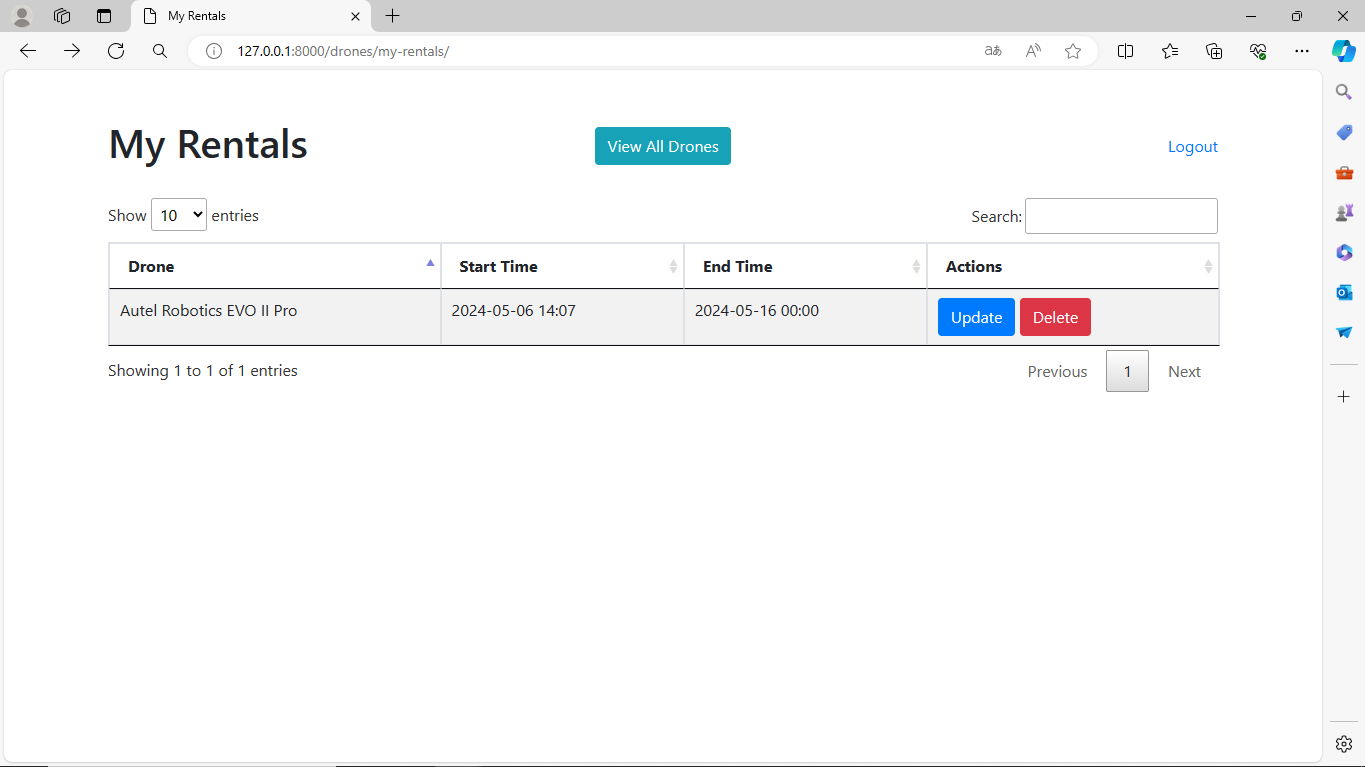 My Rentals
127.0.0.1:8000/drones/my-rentals/
My Rentals
View All Drones
Logout
Show 10 entries
Search:
Drone Start Time End Time Actions
Autel Robotics EVO II Pro 2024-05-06 14:07 2024-05-16 00:00 Update Delete
Showing 1 to 1 of 1 entries
Previous 1 Next